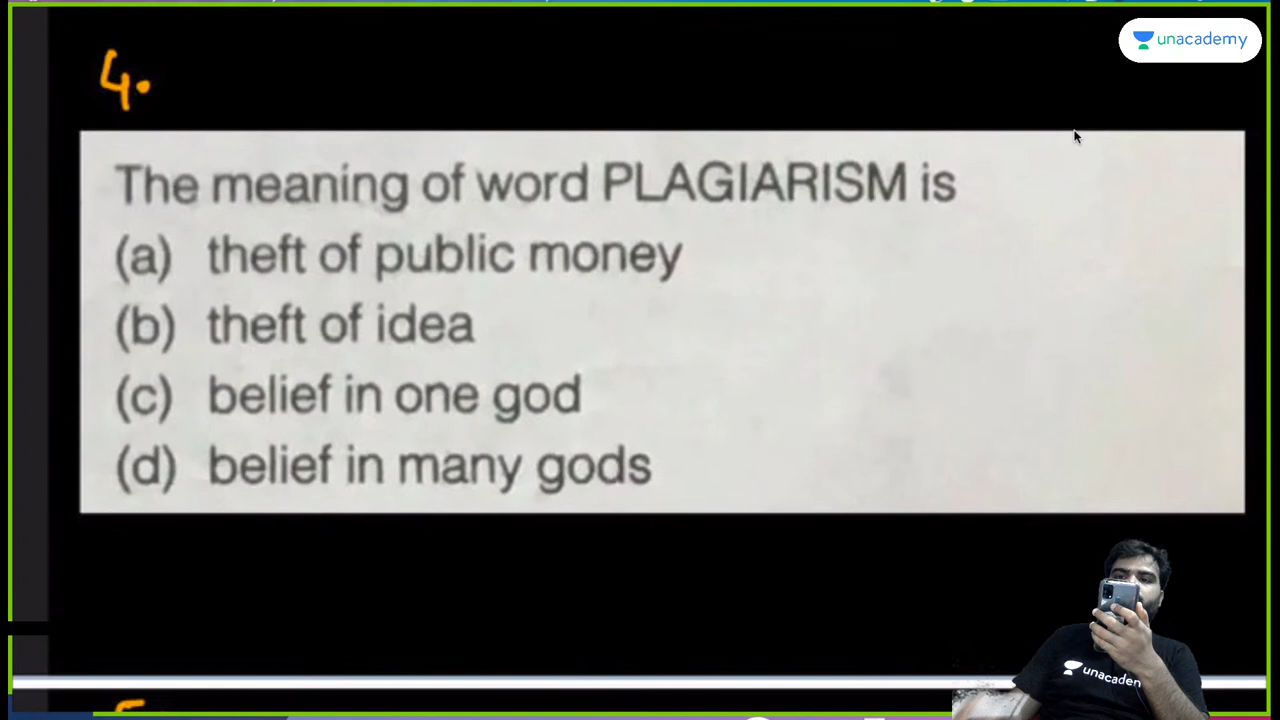 unacademy
4.
The meaning of word PLAGIARISM is
(a) theft of public money
(b) theft of idea
(c) belief in one god
(d) belief in many gods
unacadem